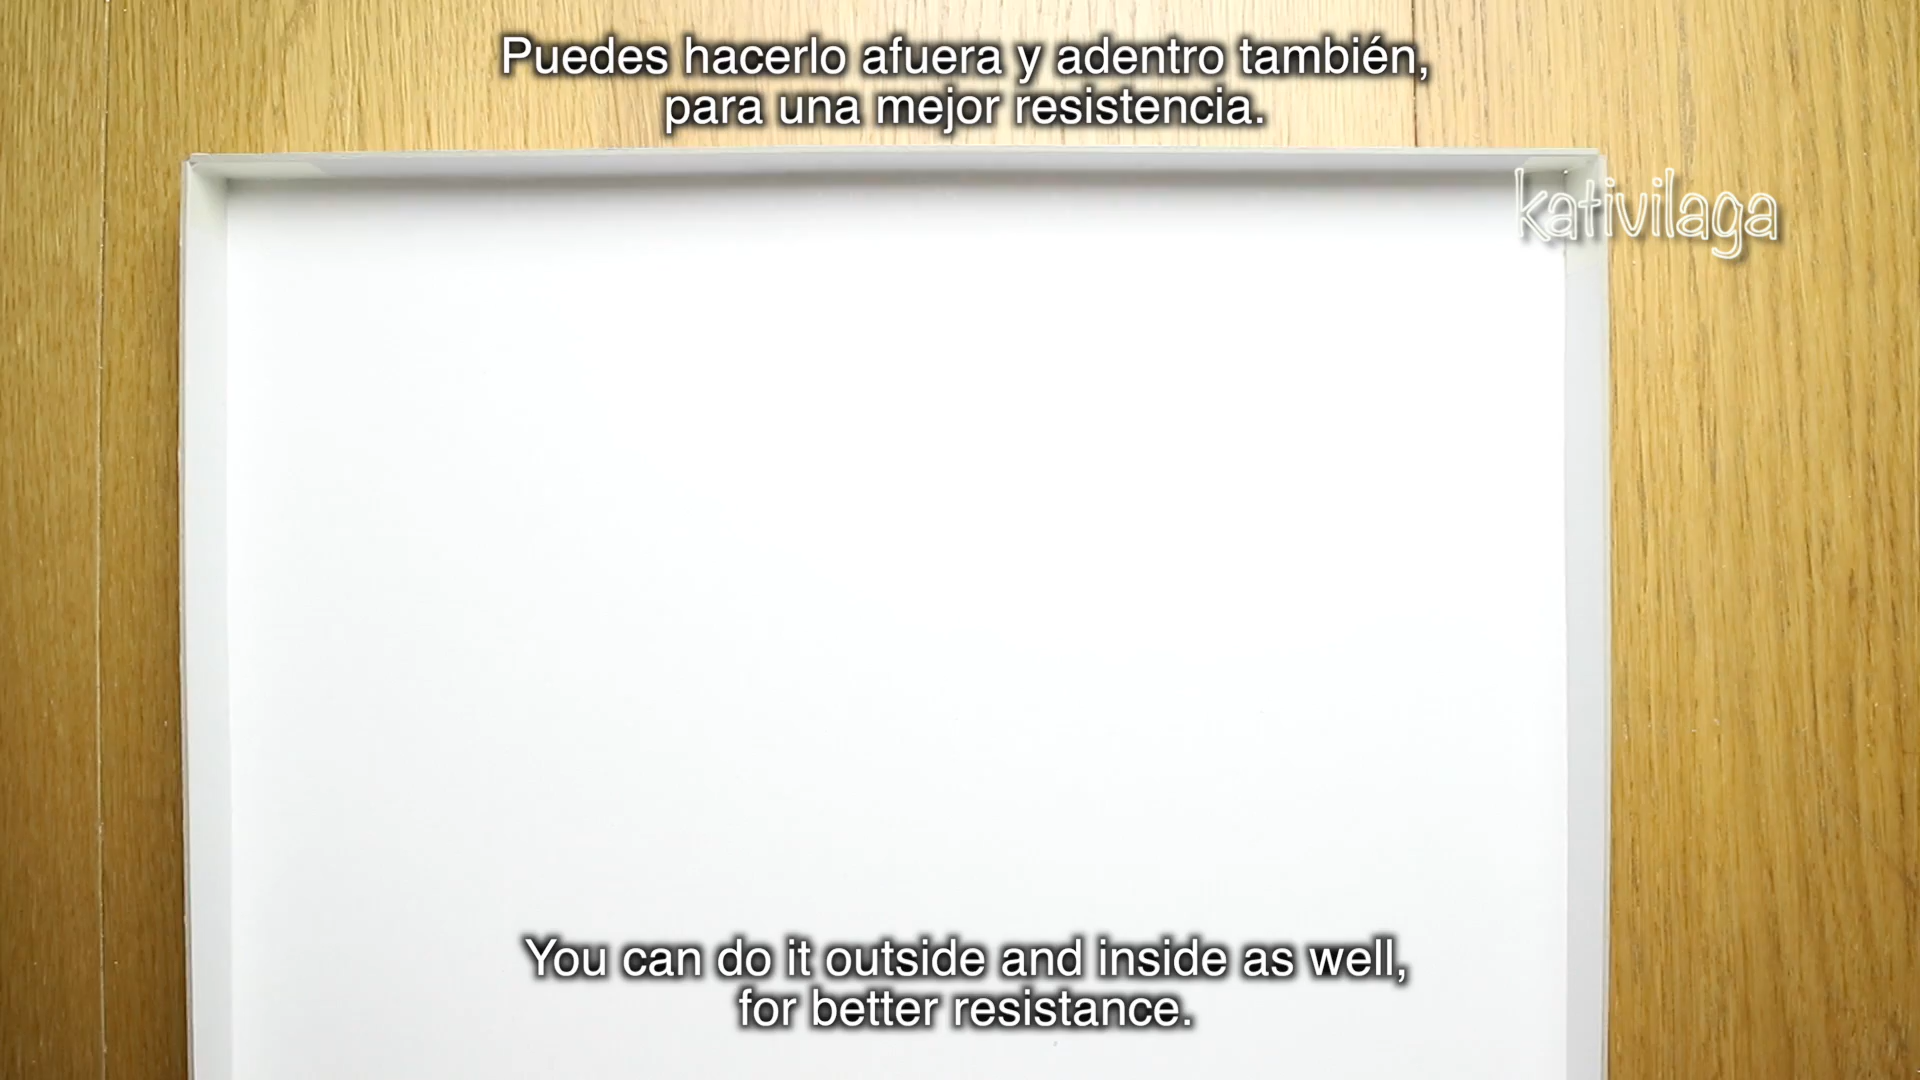 Puedes hacerlo afuera y adentro también,
para una mejor resistencia.
kativilaga
You can do it outside and inside as well,
for better resistance.